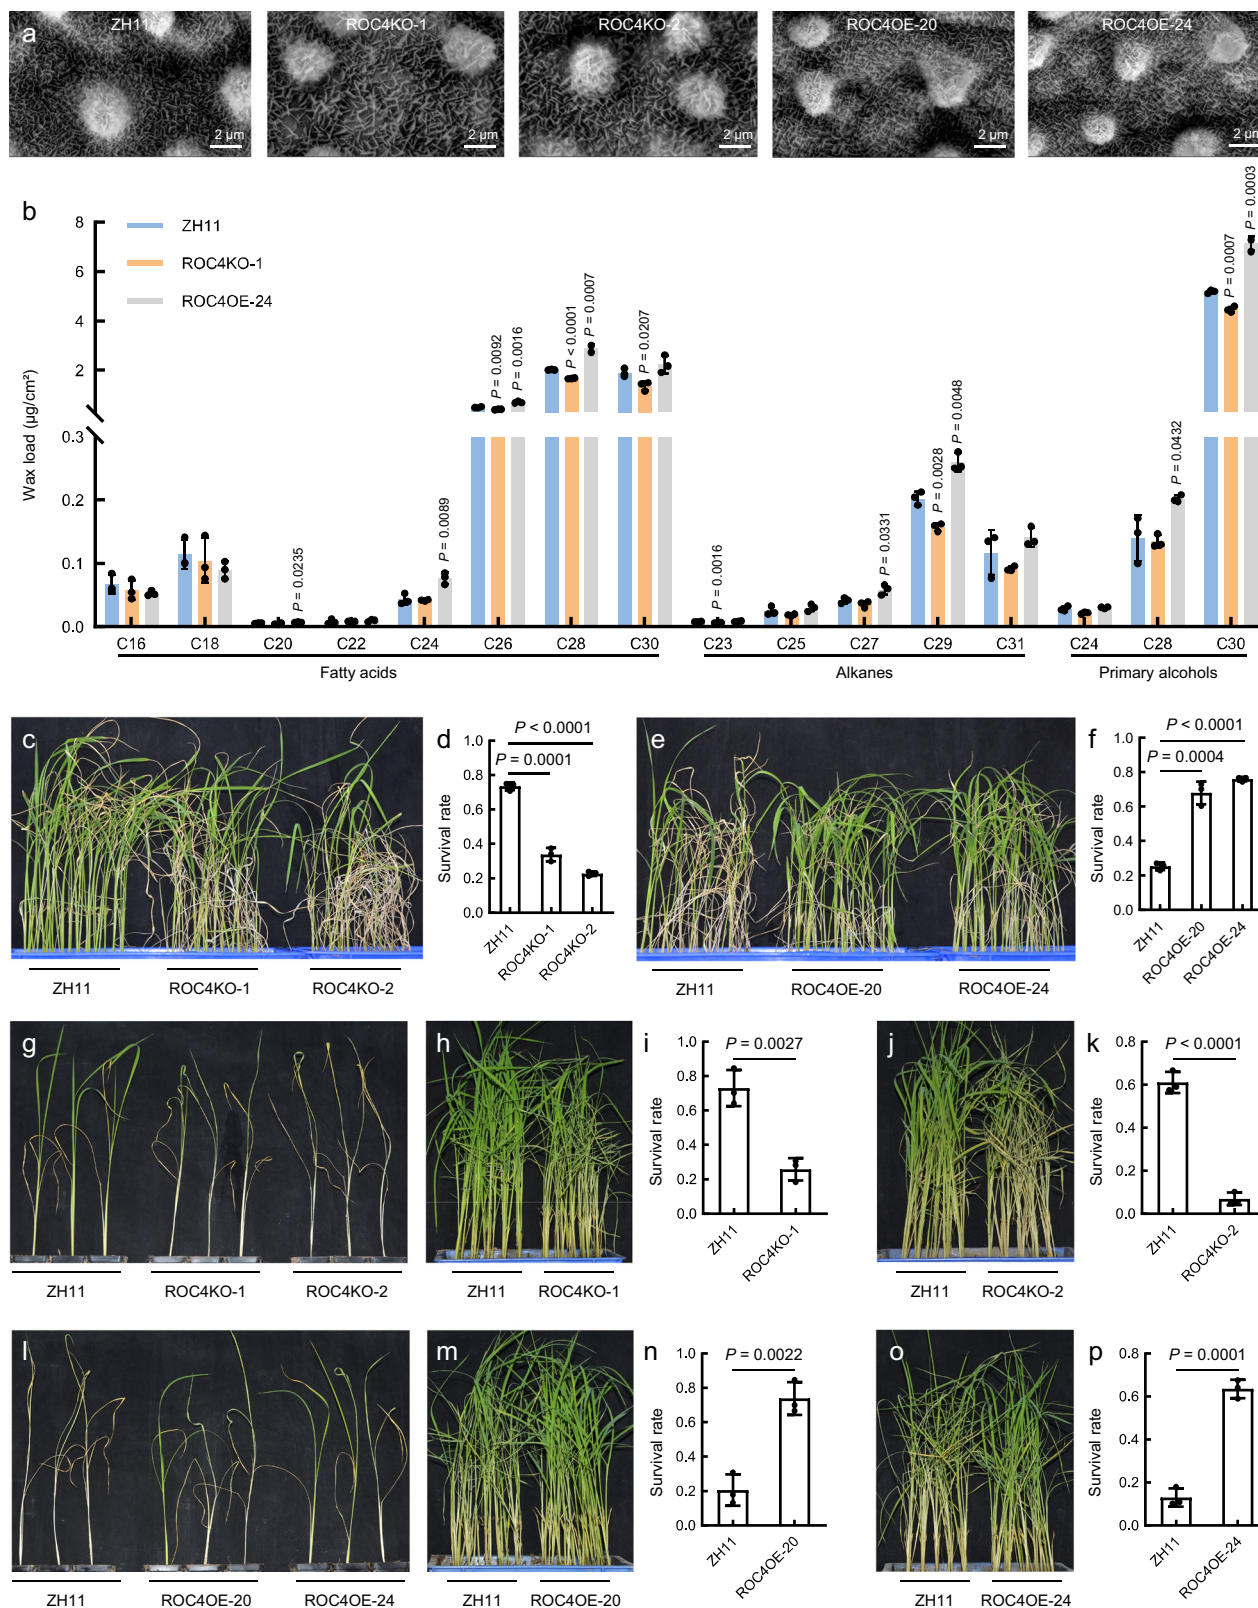 a
ZH11
ROC4KO-1
ROC4KO-2
ROC4OE-20
ROC4OE-24
2 μm
2 μm
2 μm
2 μm
2 μm
b
Wax load (μg/cm²)
8
6
4
2
0.3
0.2
0.1
0.0
ZH11
ROC4KO-1
ROC4OE-24
P = 0.0235
P = 0.0089
P = 0.0092
P = 0.0016
P < 0.0001
P = 0.0007
P = 0.0207
P = 0.0016
P = 0.0331
P = 0.0028
P = 0.0048
P = 0.0432
P = 0.0007
P = 0.0003
C16 C18 C20 C22 C24 C26 C28 C30 C23 C25 C27 C29 C31 C24 C28 C30
Fatty acids Alkanes Primary alcohols
c
ZH11 ROC4KO-1 ROC4KO-2
d
P < 0.0001
P = 0.0001
Survival rate
1.0
0.8
0.6
0.4
0.2
0.0
ZH11
ROC4KO-1
ROC4KO-2
e
ZH11 ROC4OE-20 ROC4OE-24
f
P < 0.0001
P = 0.0004
Survival rate
1.0
0.8
0.6
0.4
0.2
0.0
ZH11
ROC4OE-20
ROC4OE-24
g
ZH11 ROC4KO-1 ROC4KO-2
h
ZH11 ROC4KO-1
i
P = 0.0027
Survival rate
1.0
0.8
0.6
0.4
0.2
0.0
ZH11
ROC4KO-1
j
ZH11 ROC4KO-2
k
P < 0.0001
Survival rate
0.8
0.6
0.4
0.2
0.0
ZH11
ROC4KO-2
l
ZH11 ROC4OE-20 ROC4OE-24
m
ZH11 ROC4OE-20
n
P = 0.0022
Survival rate
1.0
0.8
0.6
0.4
0.2
0.0
ZH11
ROC4OE-20
o
ZH11 ROC4OE-24
p
P = 0.0001
Survival rate
0.8
0.6
0.4
0.2
0.0
ZH11
ROC4OE-24